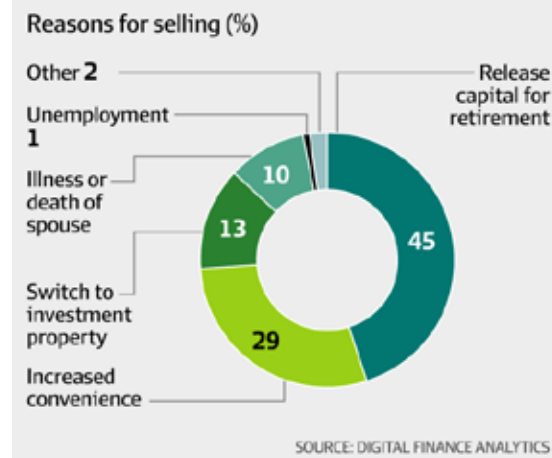 Reasons for selling (%)
Other 2
Release
capital for
retirement
Unemployment
1
Illness or
death of
spouse
10
13
45
Switch to
investment
property
29
Increased
convenience
SOURCE: DIGITAL FINANCE ANALYTICS